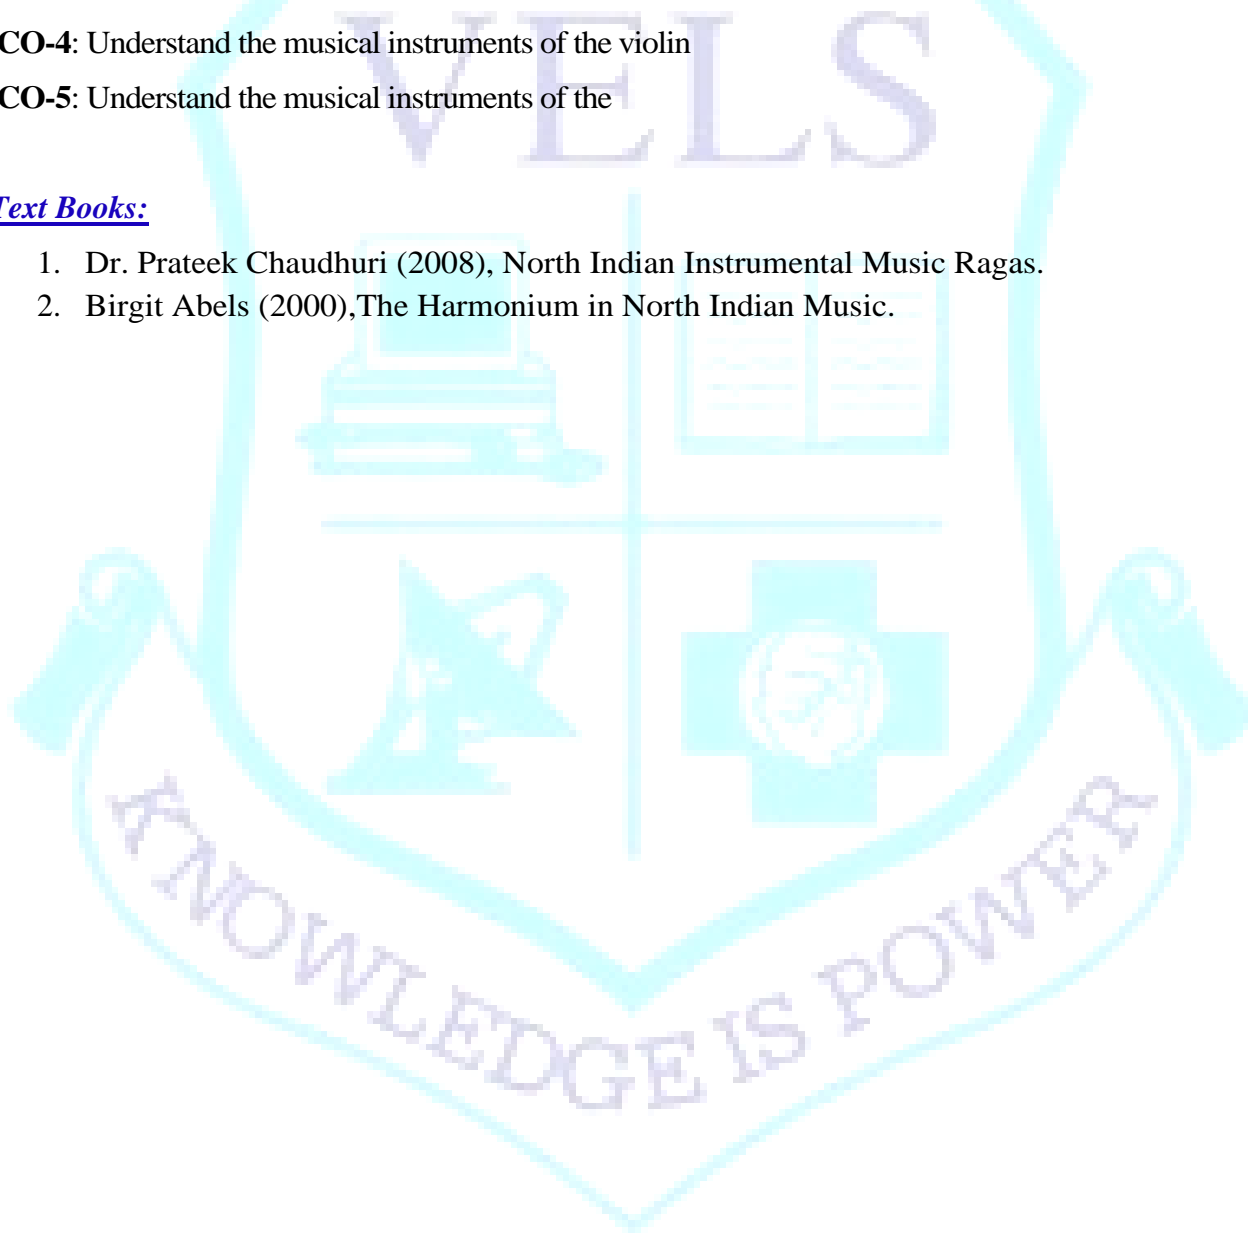 VELS
CO-4: Understand the musical instruments of the violin
CO-5: Understand the musical instruments of the
Text Books:
1. Dr. Prateek Chaudhuri (2008), North Indian Instrumental Music Ragas.
2. Birgit Abels (2000),The Harmonium in North Indian Music.
KNOWLEDGE IS POWER